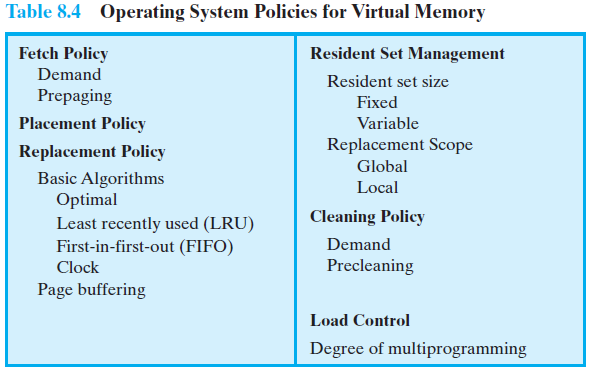 Table 8.4 Operating System Policies for Virtual Memory
Fetch Policy
Demand
Prepaging
Placement Policy
Replacement Policy
Basic Algorithms
Optimal
Least recently used (LRU)
First-in-first-out (FIFO)
Clock
Page buffering
Resident Set Management
Resident set size
Fixed
Variable
Replacement Scope
Global
Local
Cleaning Policy
Demand
Precleaning
Load Control
Degree of multiprogramming